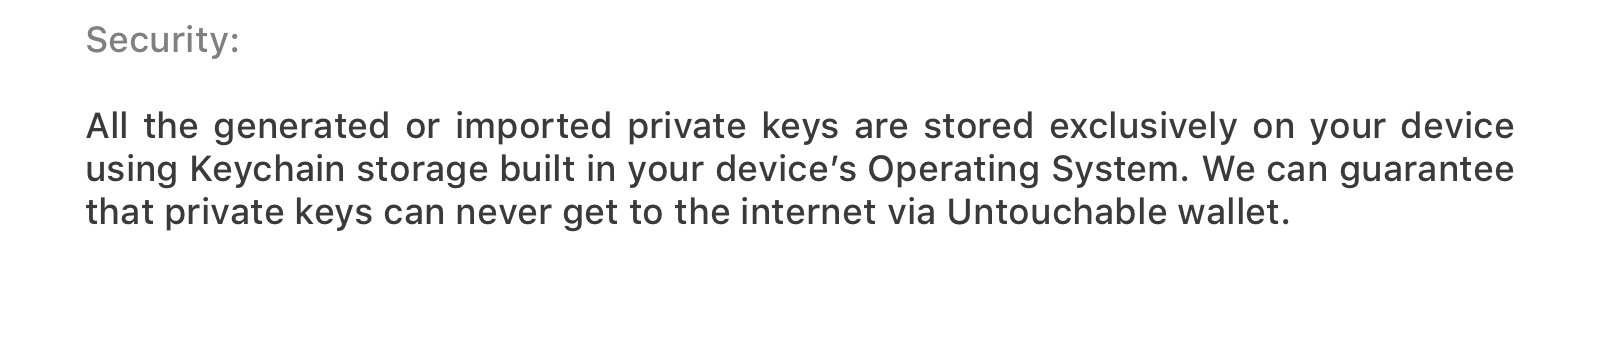 Security:
All the generated or imported private keys are stored exclusively on your device
using Keychain storage built in your device’s Operating System. We can guarantee
that private keys can never get to the internet via Untouchable wallet.